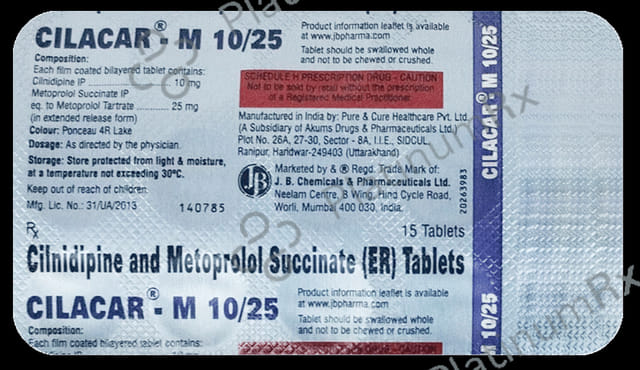 CILACAR® - M 10/25
Composition:
Each film coated bilayered tablet contains:
Cilnidipine IP ............... 10 mg
Metoprolol Succinate IP
eq. to Metoprolol Tartrate ........... 25 mg
(in extended release form)
Colour: Ponceau 4R Lake
Dosage: As directed by the physician.
Storage: Store protected from light & moisture,
at a temperature not exceeding 30°C.
Keep out of reach of children.
Mfg. Lic. No.: 31/UA/2013
140785
Product information leaflet is available
at www.jbpharma.com.
Tablet should be swallowed whole
and not to be chewed or crushed.
SCHEDULE H PRESCRIPTION DRUG - CAUTION
Not to be sold by retail without the prescription
of a Registered Medical Practitioner.
Manufactured in India by: Pure & Cure Healthcare Pvt. Ltd.
(A Subsidiary of Akums Drugs & Pharmaceuticals Ltd.)
Plot No. 26A, 27-30, Sector - 8A, I.I.E., SIDCUL,
Ranipur, Haridwar-249403 (Uttarakhand)
JB
Marketed by & ® Regd. Trade Mark of:
J. B. Chemicals & Pharmaceuticals Ltd.
Neelam Centre, B Wing, Hind Cycle Road,
Worli, Mumbai 400 030, India.
20263983
CILACAR® - M 10/25
Rx
15 Tablets
Cilnidipine and Metoprolol Succinate (ER) Tablets
CILACAR® - M 10/25
Composition:
Each film coated bilayered tablet contains:
Product information leaflet is available
at www.jbpharma.com.
Tablet should be swallowed whole
and not to be chewed or crushed.
M 10/25
PlatinumRx
PlatinumRx
PlatinumRx